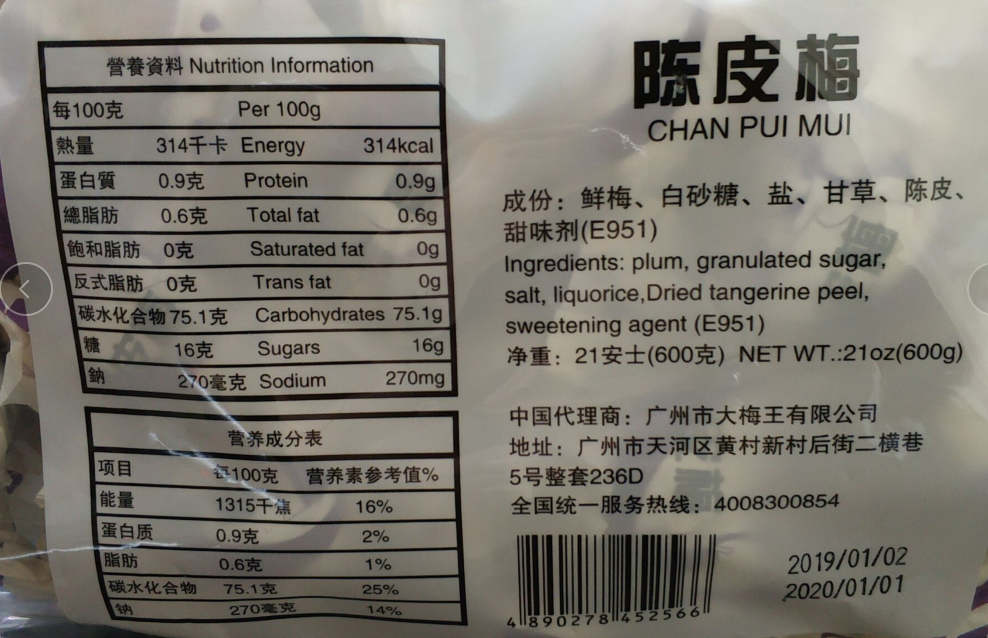 營養資料 Nutrition Information
每100克 Per 100g
熱量 314千卡 Energy 314kcal
蛋白質 0.9克 Protein 0.9g
總脂肪 0.6克 Total fat 0.6g
飽和脂肪 0克 Saturated fat 0g
反式脂肪 0克 Trans fat 0g
碳水化合物 75.1克 Carbohydrates 75.1g
糖 16克 Sugars 16g
鈉 270毫克 Sodium 270mg
营养成分表
项目 每100克 营养素参考值%
能量 1315千焦 16%
蛋白质 0.9克 2%
脂肪 0.6克 1%
碳水化合物 75.1克 25%
钠 270毫克 14%
陈皮梅
CHAN PUI MUI
成份：鲜梅、白砂糖、盐、甘草、陈皮、
甜味剂(E951)
Ingredients: plum, granulated sugar,
salt, liquorice,Dried tangerine peel,
sweetening agent (E951)
净重：21安士(600克) NET WT.:21oz(600g)
中国代理商：广州市大梅王有限公司
地址：广州市天河区黄村新村后街二横巷
5号整套236D
全国统一服务热线：4008300854
4 890278 452566
2019/01/02
2020/01/01